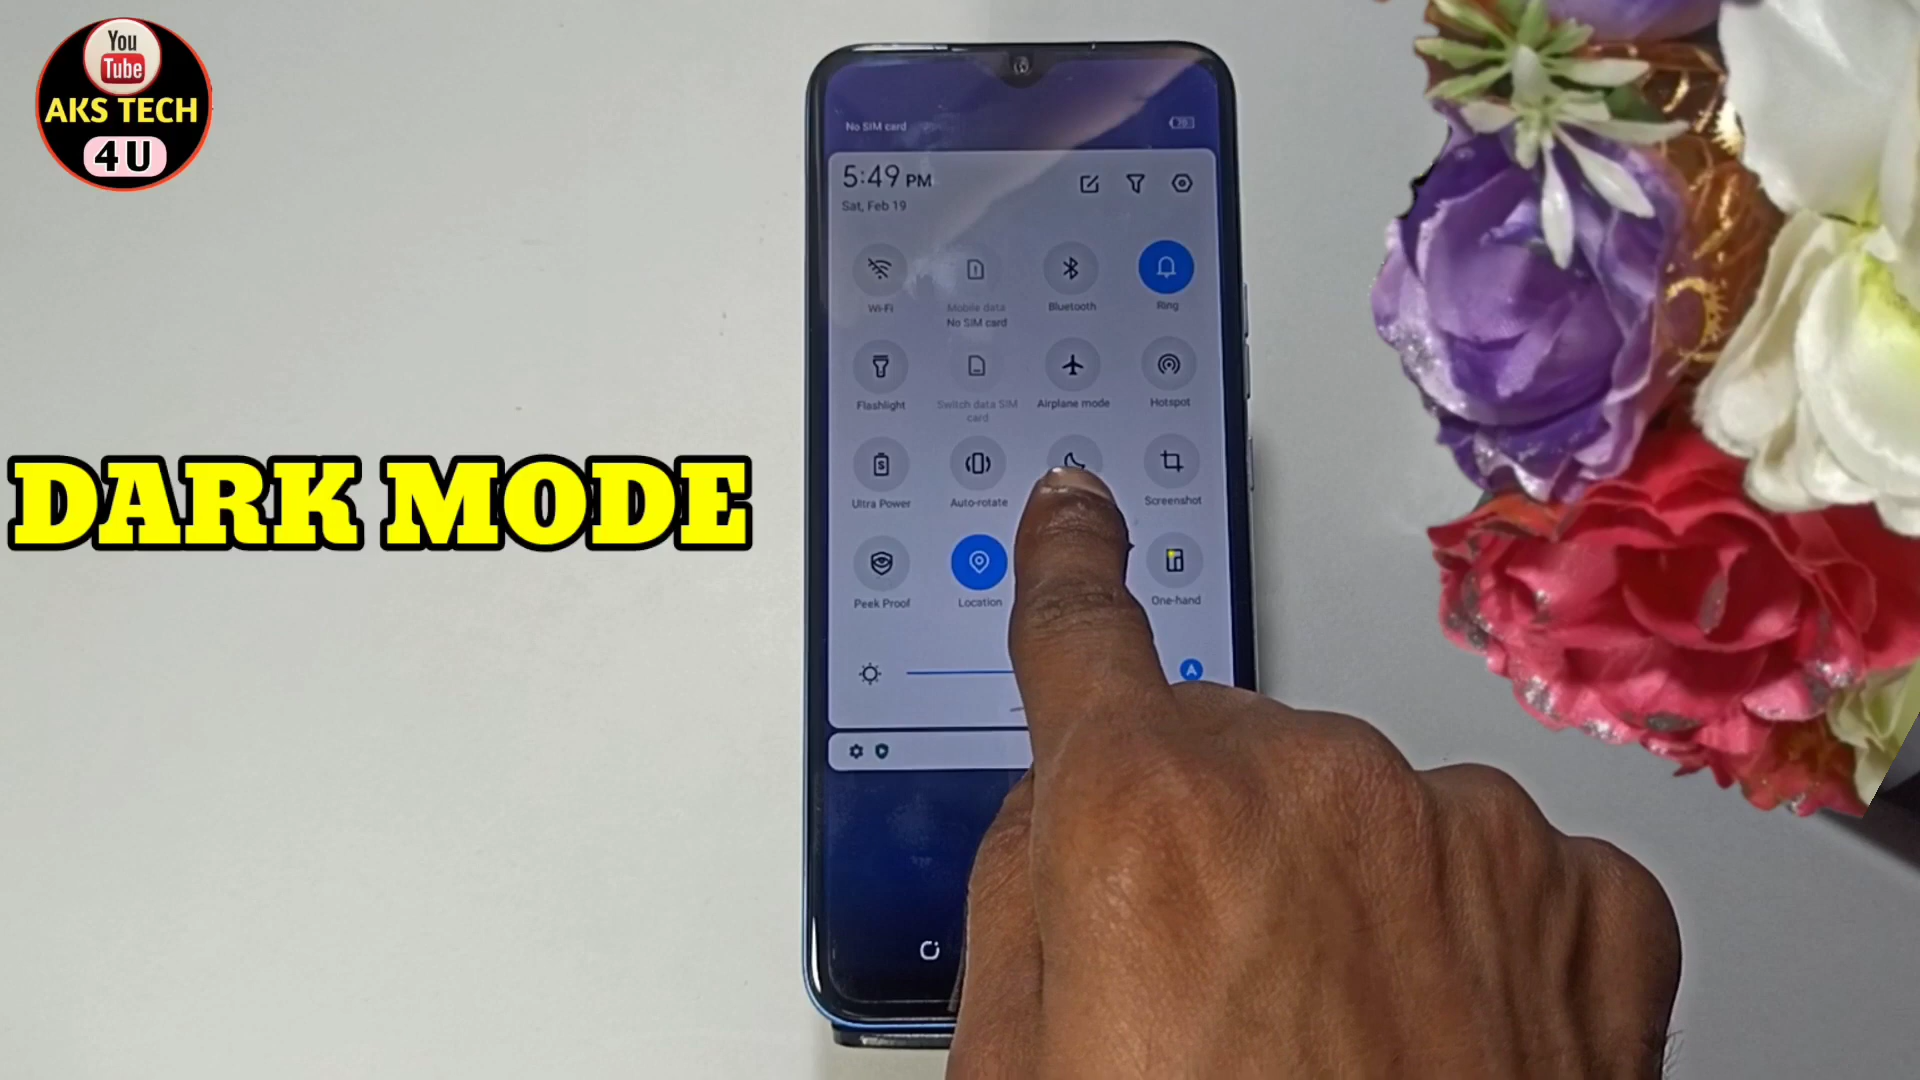 You
Tube
AKS TECH
4U
DARK MODE
No SIM card
70
5:49 PM
Sat, Feb 19
Wi-Fi
Mobile data
No SIM card
Bluetooth
Ring
Flashlight
Switch data SIM
card
Airplane mode
Hotspot
Ultra Power
Auto-rotate
Screenshot
Peek Proof
Location
One-hand
A